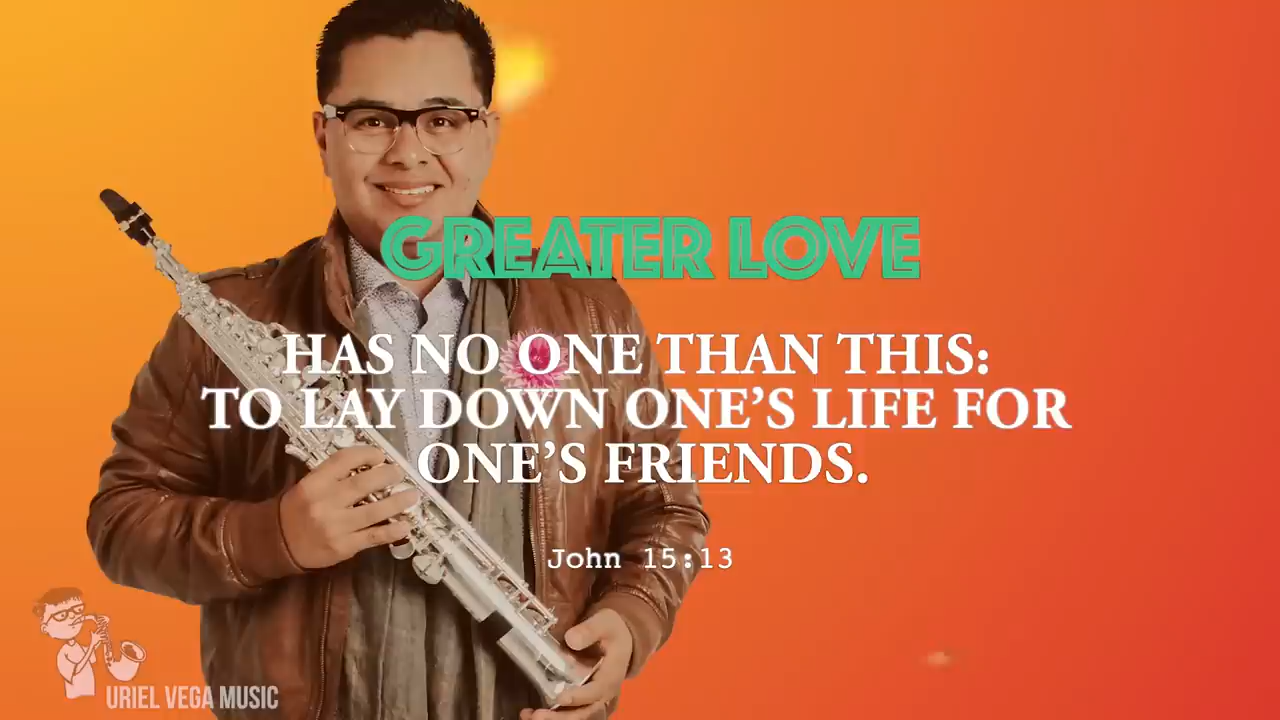 GREATER LOVE
HAS NO ONE THAN THIS:
TO LAY DOWN ONE’S LIFE FOR
ONE’S FRIENDS.
John 15:13
URIEL VEGA MUSIC